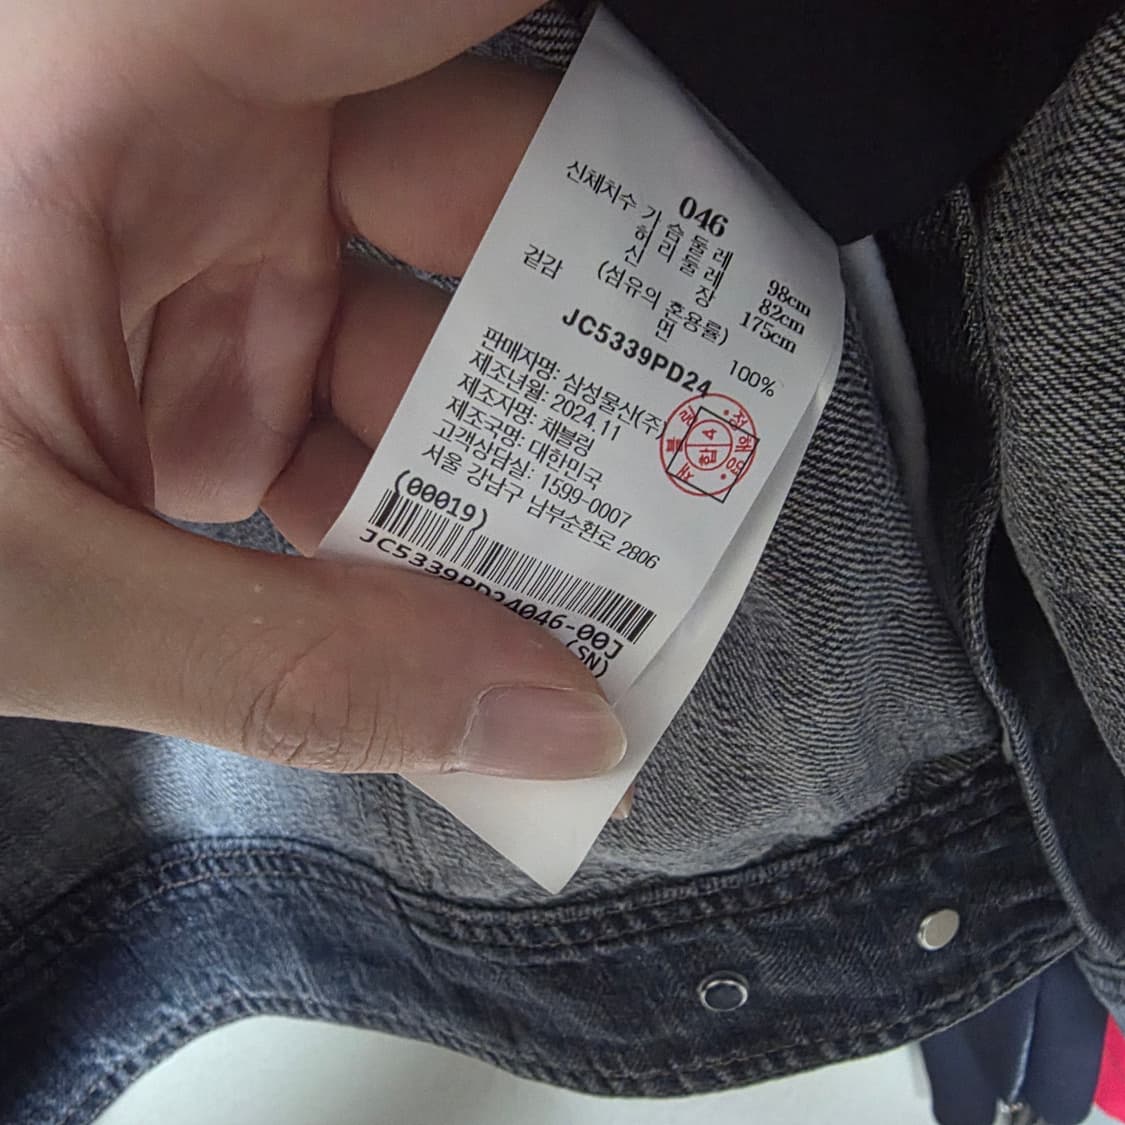 046
신체치수 가슴둘레 98cm
허리둘레 82cm
신장 175cm
겉감 (섬유의 혼용률)
면 100%
JC5339PD24
판매자명: 삼성물산(주)
제조년월: 2024.11
제조자명: 채블링
제조국명: 대한민국
고객상담실: 1599-0007
서울 강남구 남부순환로 2806
(00019)
JC5339PD24046-00J
(SN)